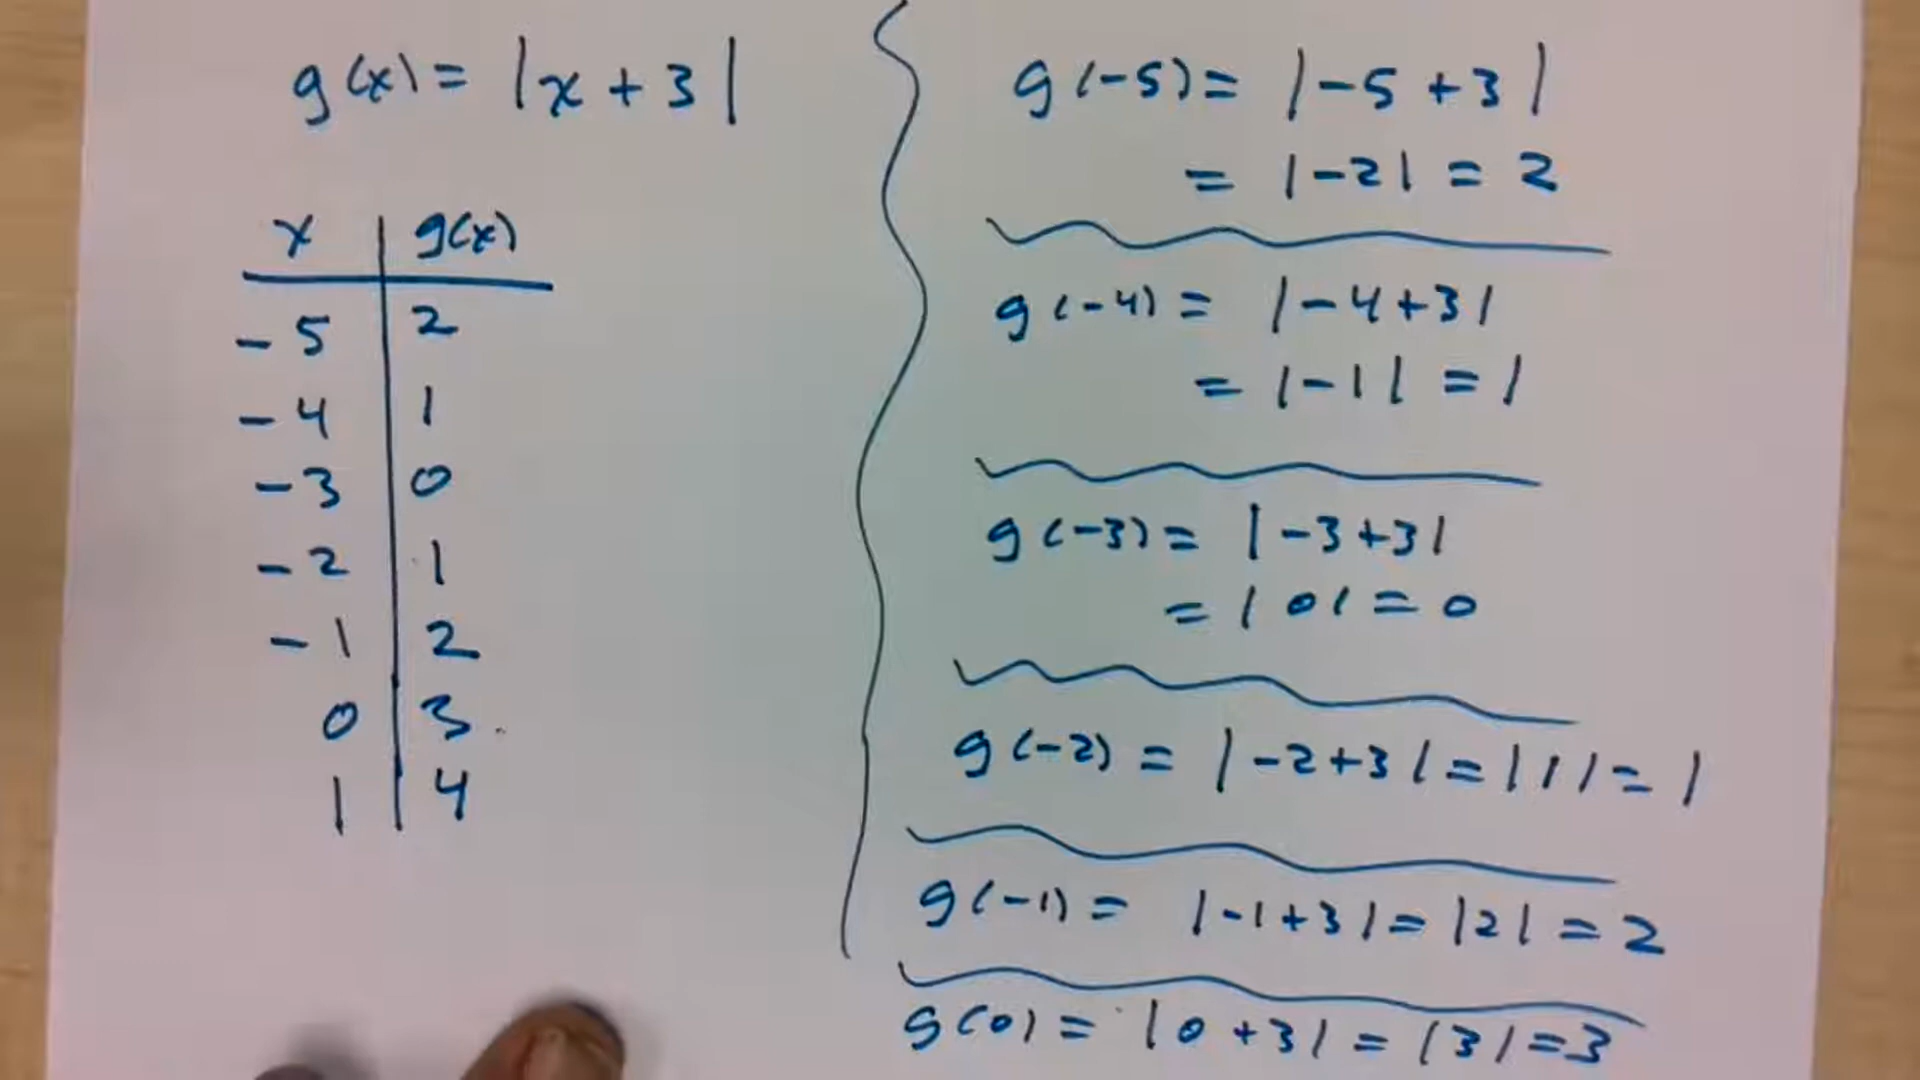 g(x) = |x + 3|
x | g(x)
-5 | 2
-4 | 1
-3 | 0
-2 | 1
-1 | 2
0 | 3
1 | 4
g(-5) = |-5 + 3|
= |-2| = 2
g(-4) = |-4+3|
= |-1| = 1
g(-3) = |-3+3|
= |0| = 0
g(-2) = |-2+3| = |1| = 1
g(-1) = |-1+3| = |2| = 2
g(0) = |0+3| = |3| = 3